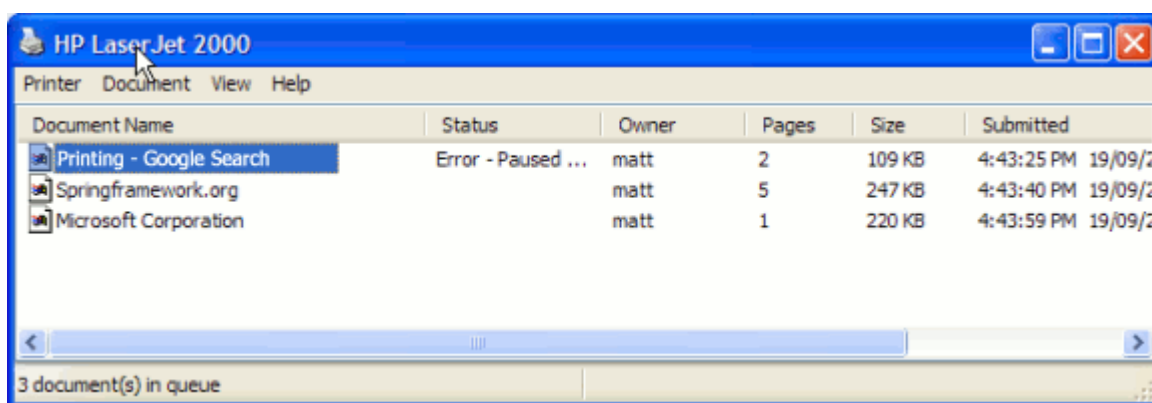 HP LaserJet 2000
Printer Document View Help
Document Name Status Owner Pages Size Submitted
Printing - Google Search Error - Paused ... matt 2 109 KB 4:43:25 PM 19/09/2
Springframework.org matt 5 247 KB 4:43:40 PM 19/09/2
Microsoft Corporation matt 1 220 KB 4:43:59 PM 19/09/2
3 document(s) in queue